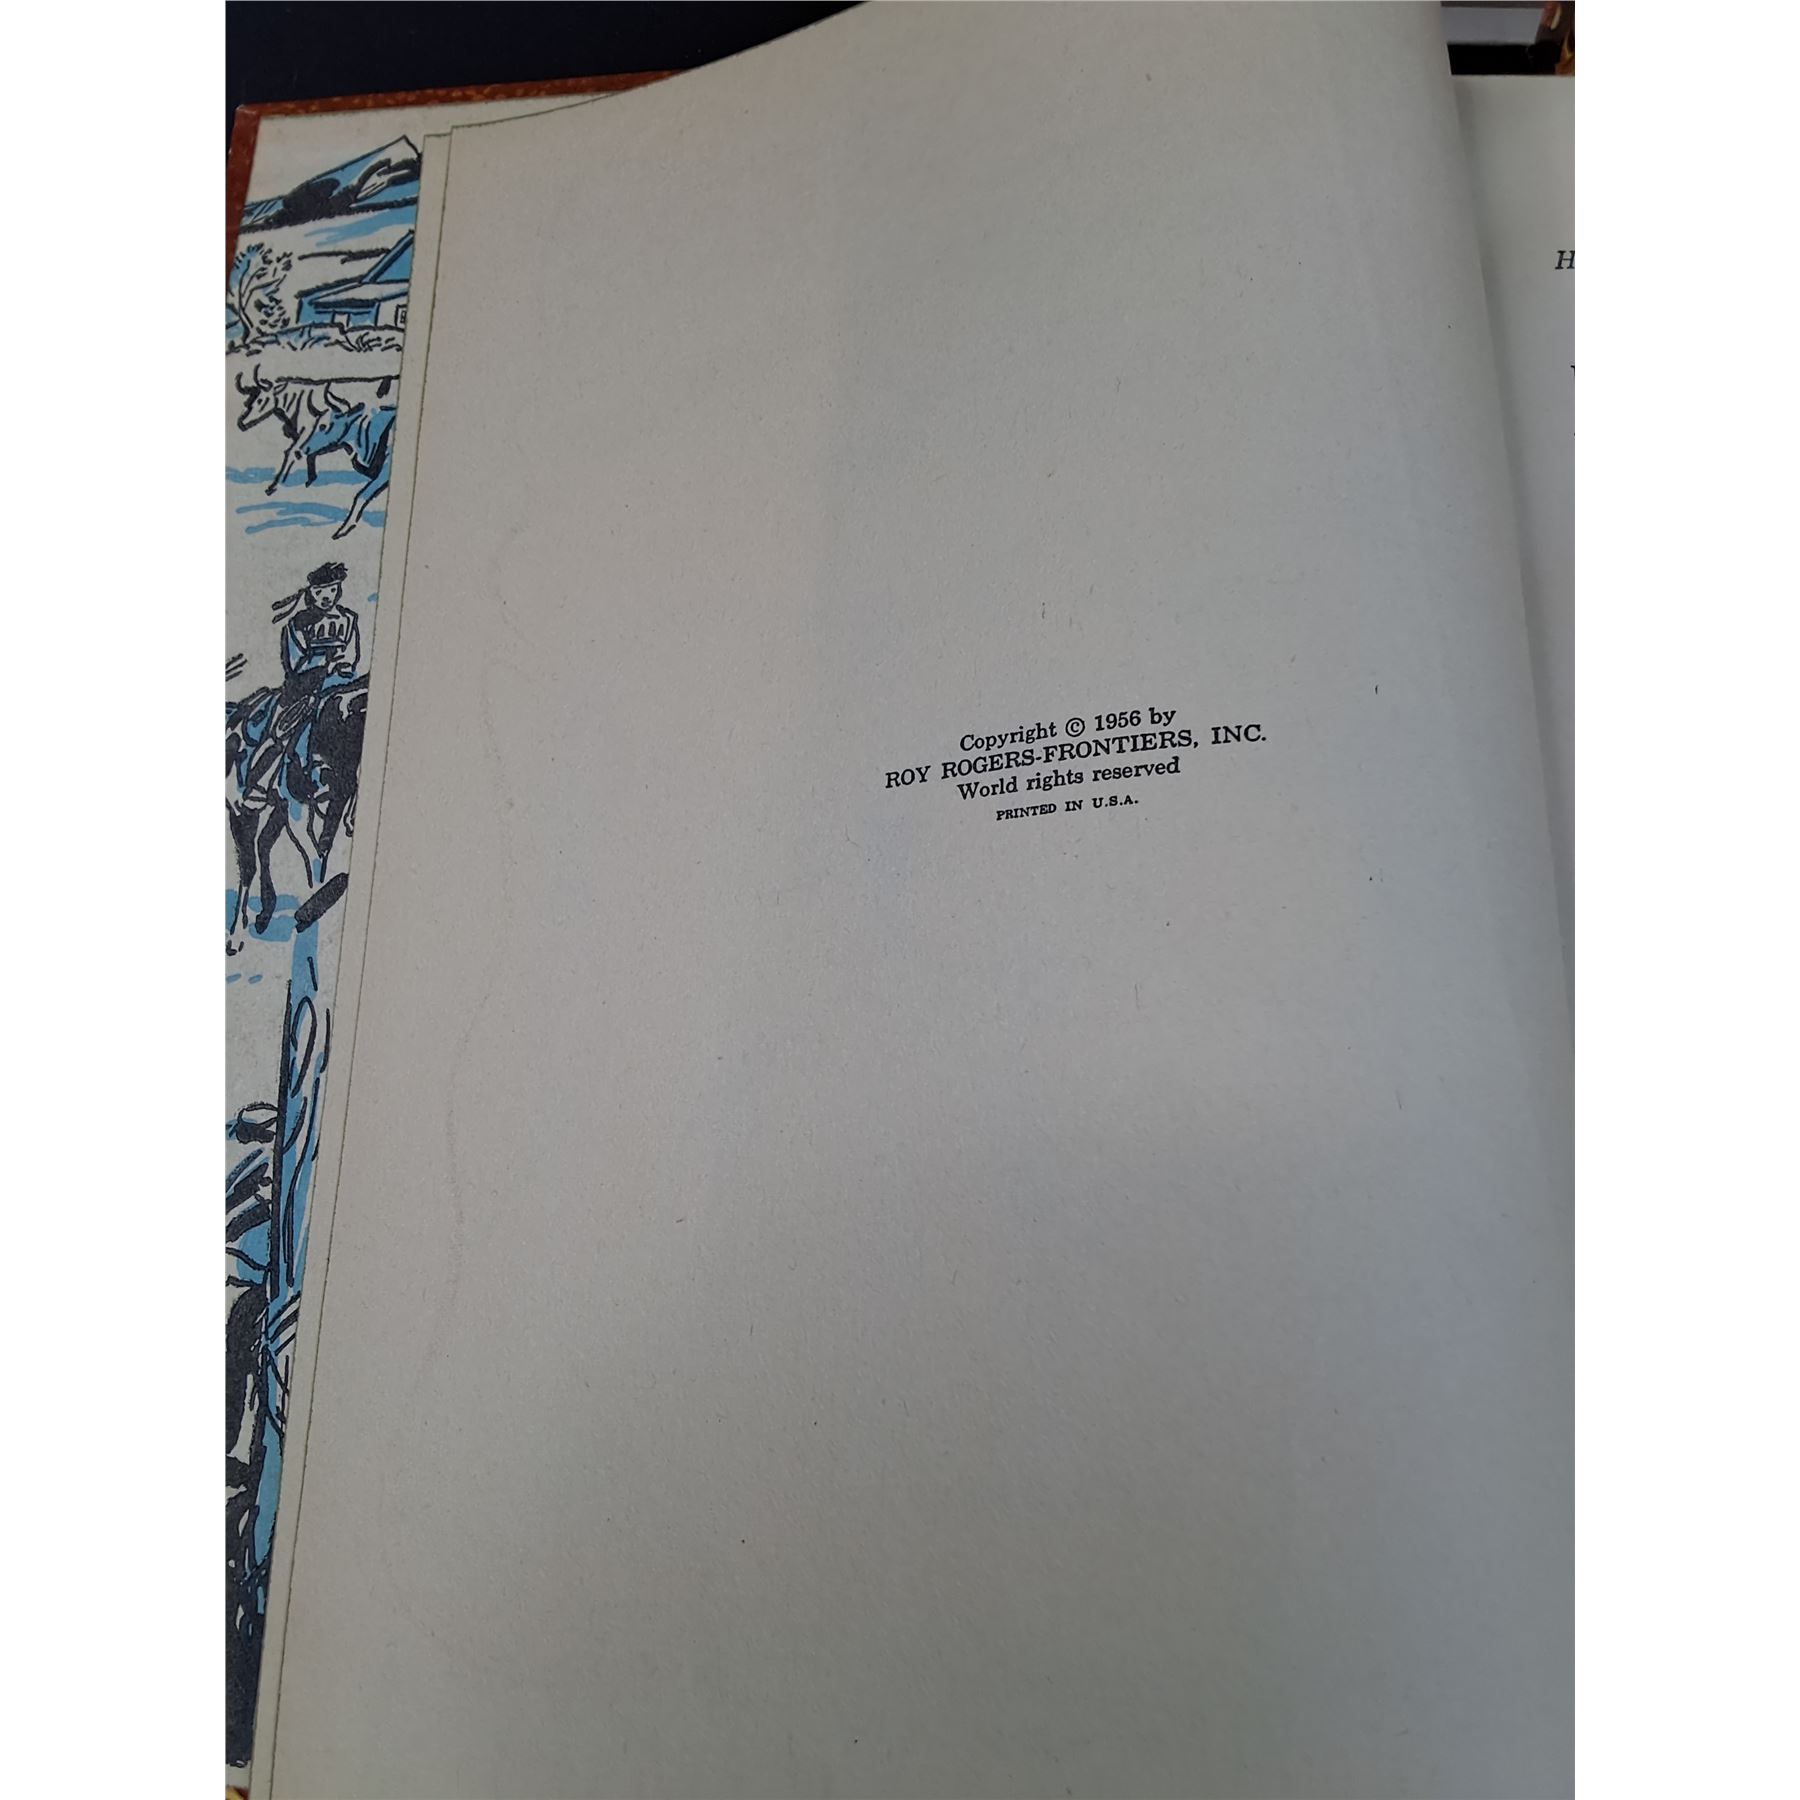 Copyright © 1956 by
ROY ROGERS-FRONTIERS, INC.
World rights reserved
PRINTED IN U.S.A.
H